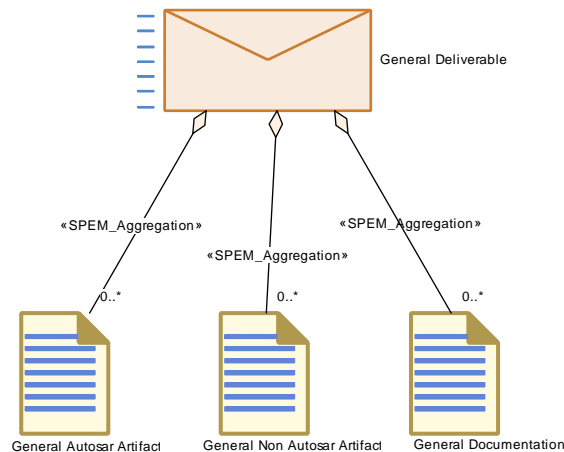 General Deliverable
«SPEM_Aggregation»
«SPEM_Aggregation»
«SPEM_Aggregation»
0..*
0..*
0..*
General Autosar Artifact
General Non Autosar Artifact
General Documentation